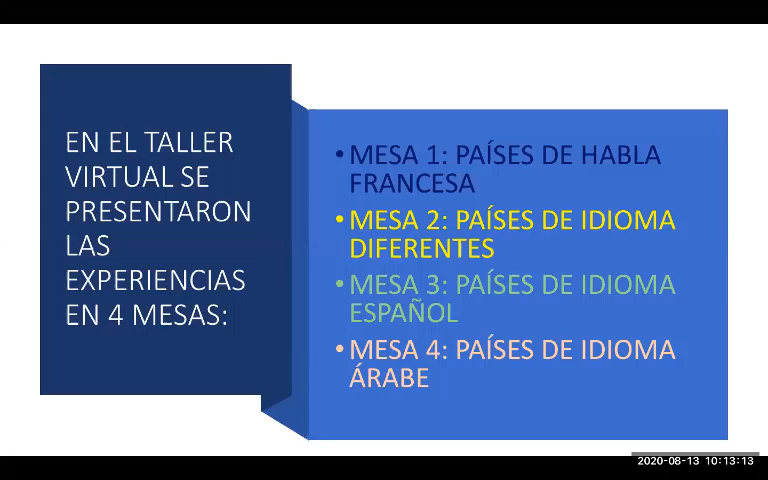 EN EL TALLER
VIRTUAL SE
PRESENTARON
LAS
EXPERIENCIAS
EN 4 MESAS:
•MESA 1: PAÍSES DE HABLA
FRANCESA
•MESA 2: PAÍSES DE IDIOMA
DIFERENTES
•MESA 3: PAÍSES DE IDIOMA
ESPAÑOL
•MESA 4: PAÍSES DE IDIOMA
ÁRABE
2020-08-13 10:13:13